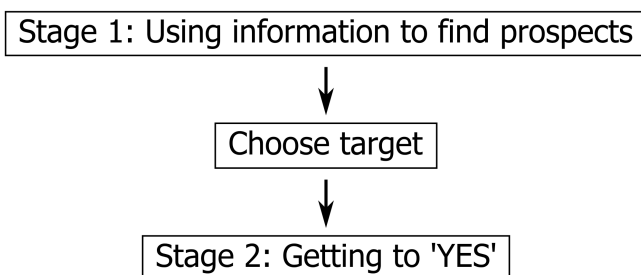 Stage 1: Using information to find prospects
Choose target
Stage 2: Getting to 'YES'